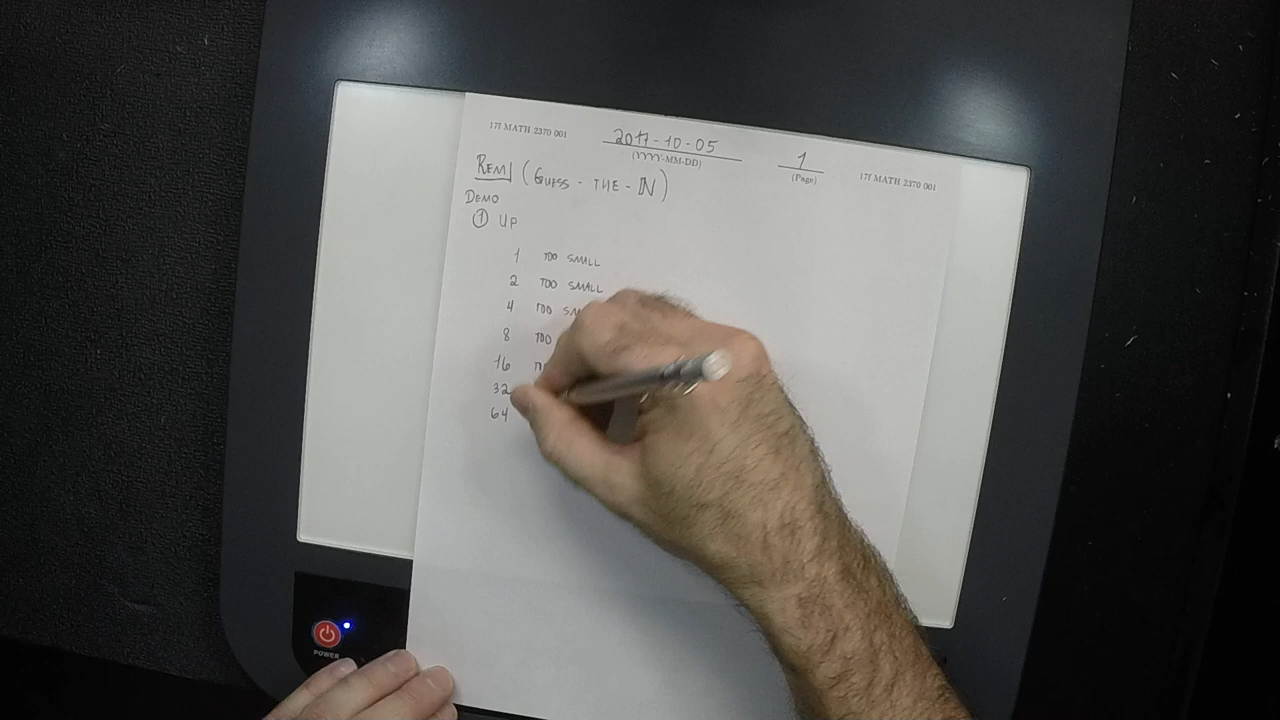 17f MATH 2370 001 2017-10-05 1 17f MATH 2370 001
(YYYY-MM-DD) (Page)
REM (GUESS-THE-ℕ)
DEMO
① UP
1 TOO SMALL
2 TOO SMALL
4 TOO
8 TOO
16
32
64
POWER